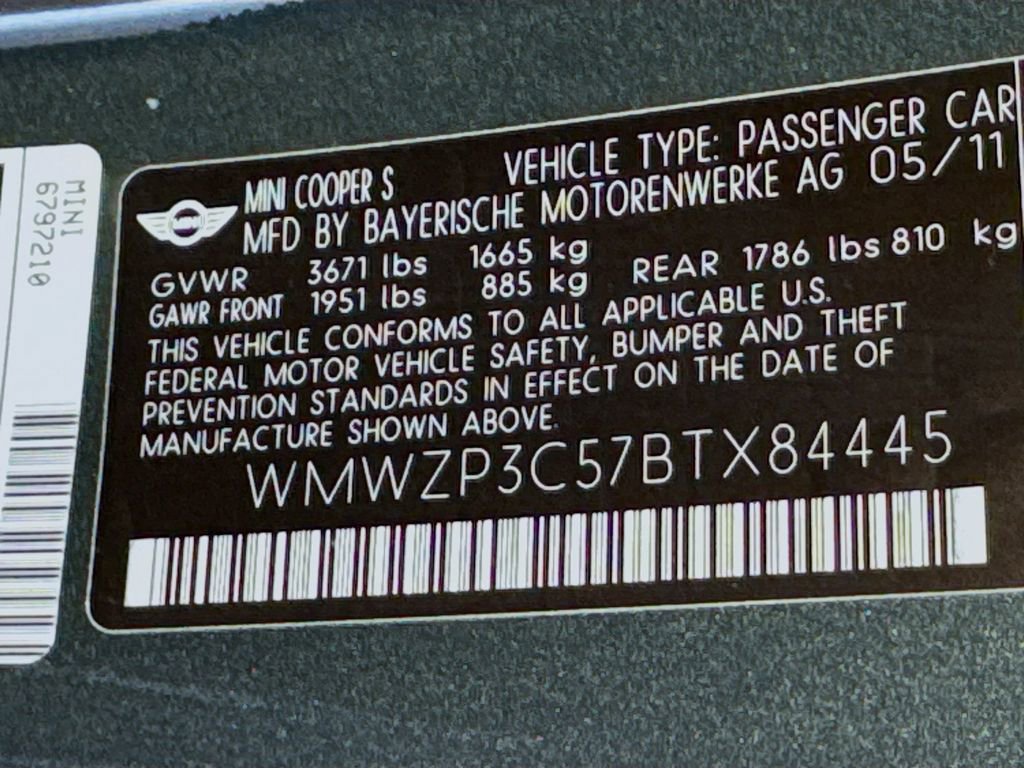 MINI
6797210
MINI COOPER S VEHICLE TYPE: PASSENGER CAR
MFD BY BAYERISCHE MOTORENWERKE AG 05/11
GVWR 3671 lbs 1665 kg
GAWR FRONT 1951 lbs 885 kg REAR 1786 lbs 810 kg
THIS VEHICLE CONFORMS TO ALL APPLICABLE U.S.
FEDERAL MOTOR VEHICLE SAFETY, BUMPER AND THEFT
PREVENTION STANDARDS IN EFFECT ON THE DATE OF
MANUFACTURE SHOWN ABOVE.
WMWZP3C57BTX84445